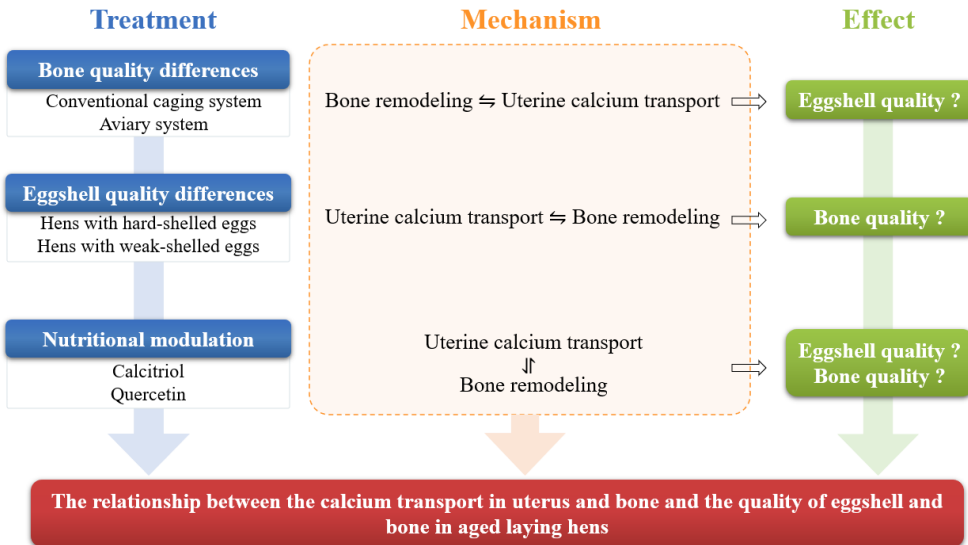 Treatment
Mechanism
Effect
Bone quality differences
Conventional caging system
Aviary system
Bone remodeling ⇋ Uterine calcium transport
Eggshell quality ?
Eggshell quality differences
Hens with hard-shelled eggs
Hens with weak-shelled eggs
Uterine calcium transport ⇋ Bone remodeling
Bone quality ?
Nutritional modulation
Calcitriol
Quercetin
Uterine calcium transport
⥯
Bone remodeling
Eggshell quality ?
Bone quality ?
The relationship between the calcium transport in uterus and bone and the quality of eggshell and
bone in aged laying hens